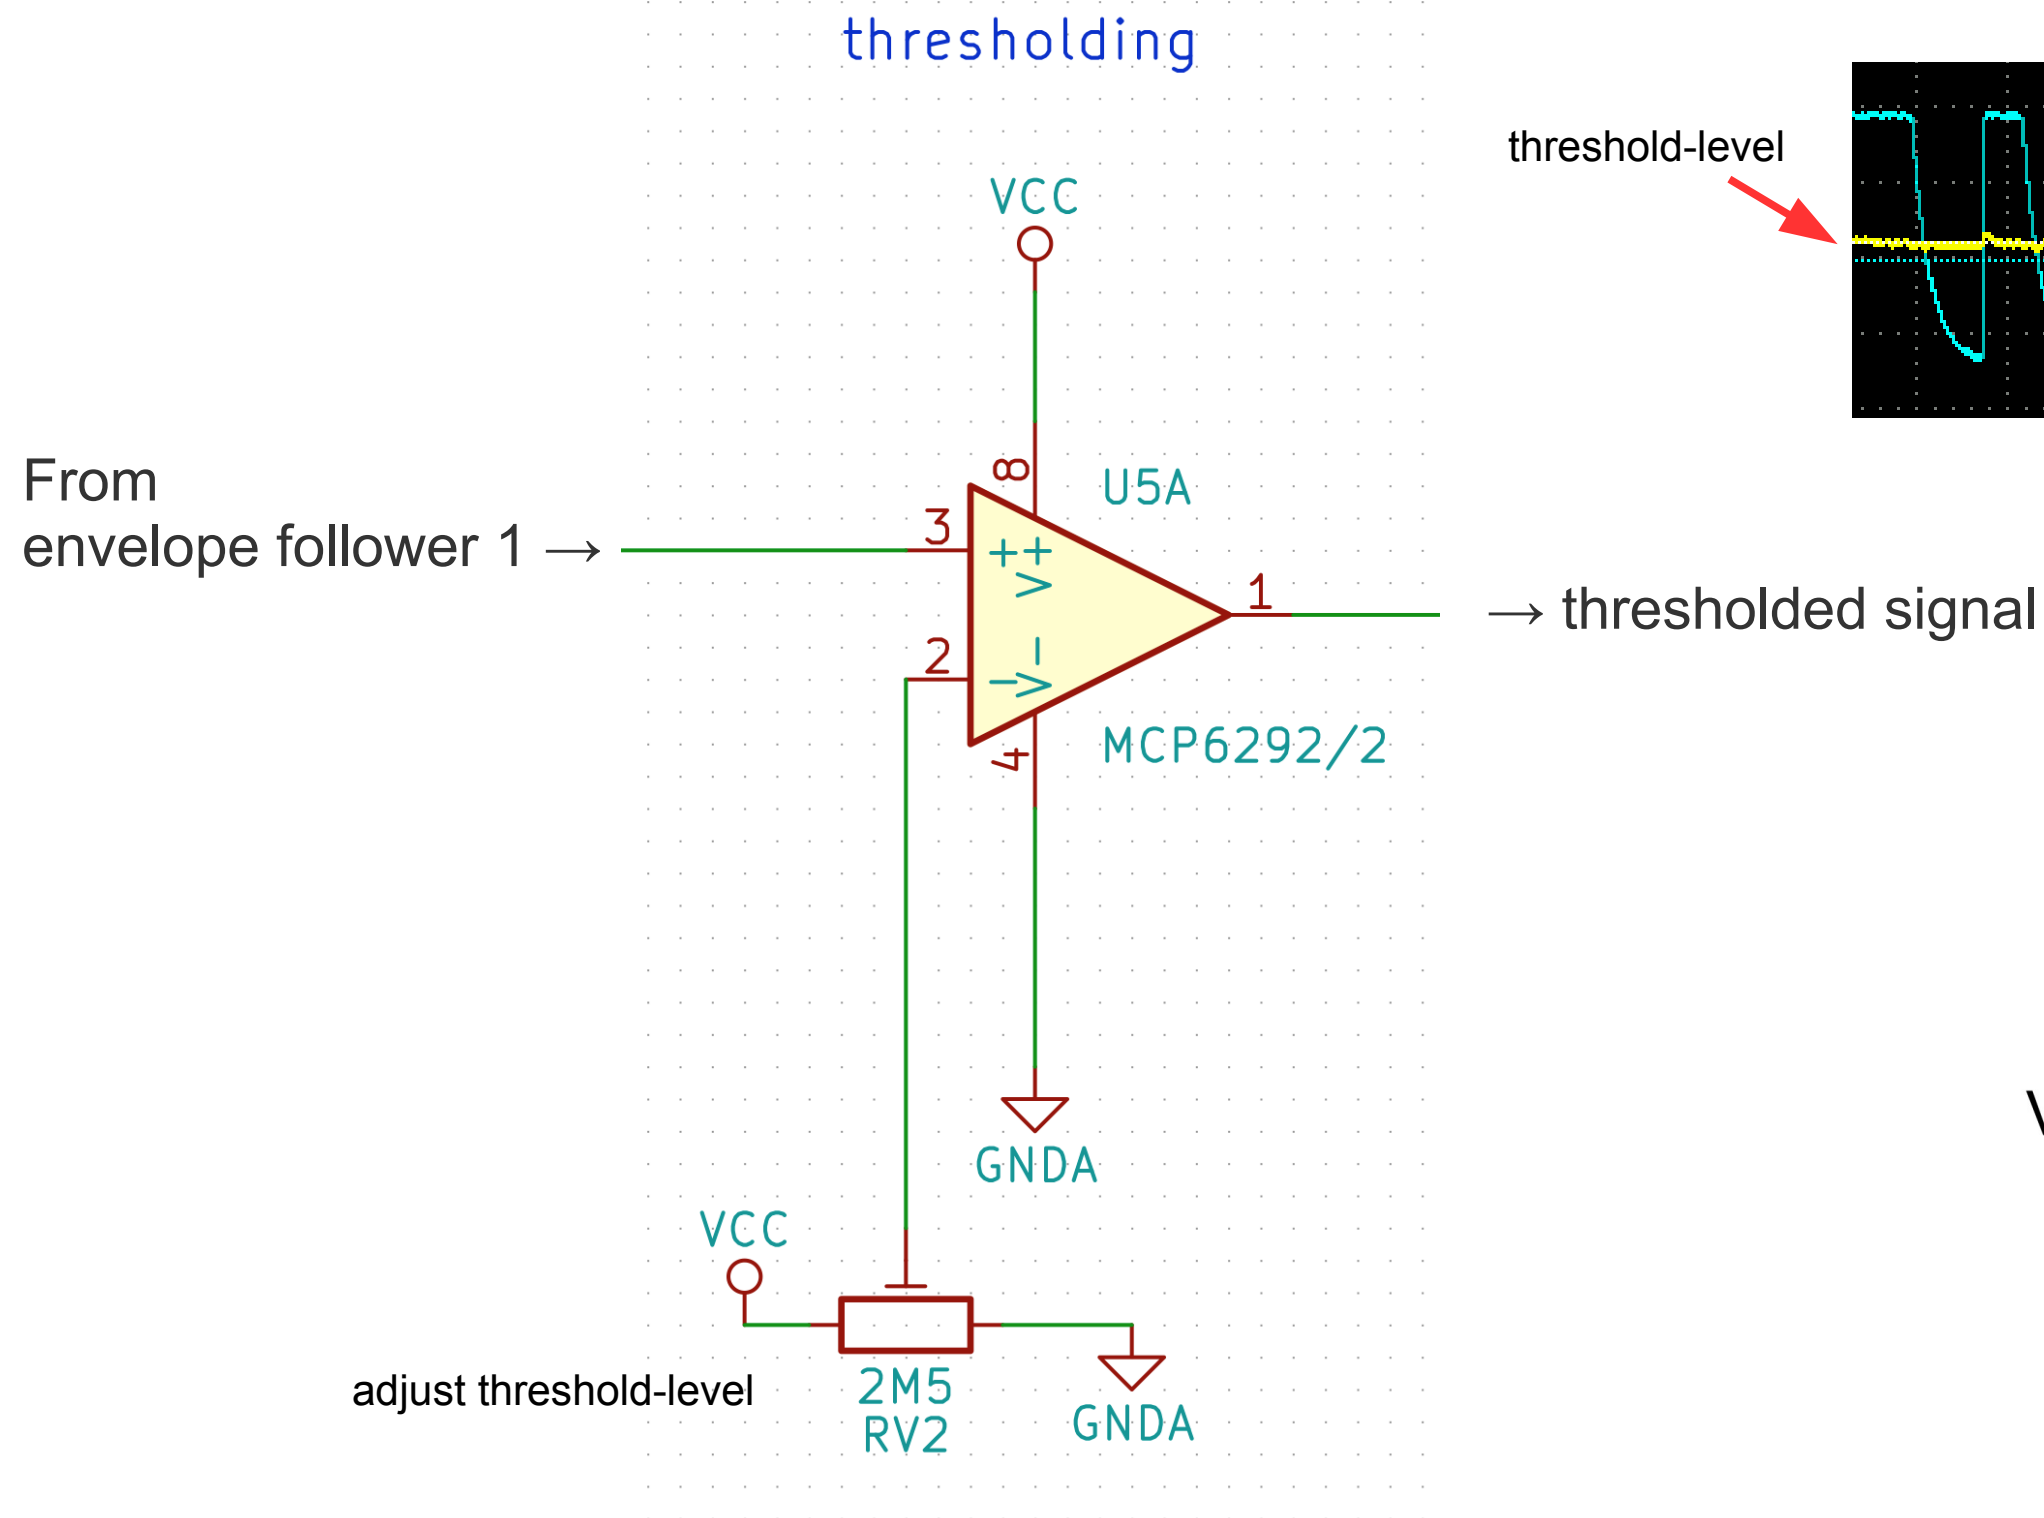 thresholding
threshold-level
VCC
From
envelope follower 1 →
8
U5A
3
+
V+
1
→ thresholded signal
2
−
V-
MCP6292/2
4
GNDA
VCC
adjust threshold-level
2M5
RV2
GNDA